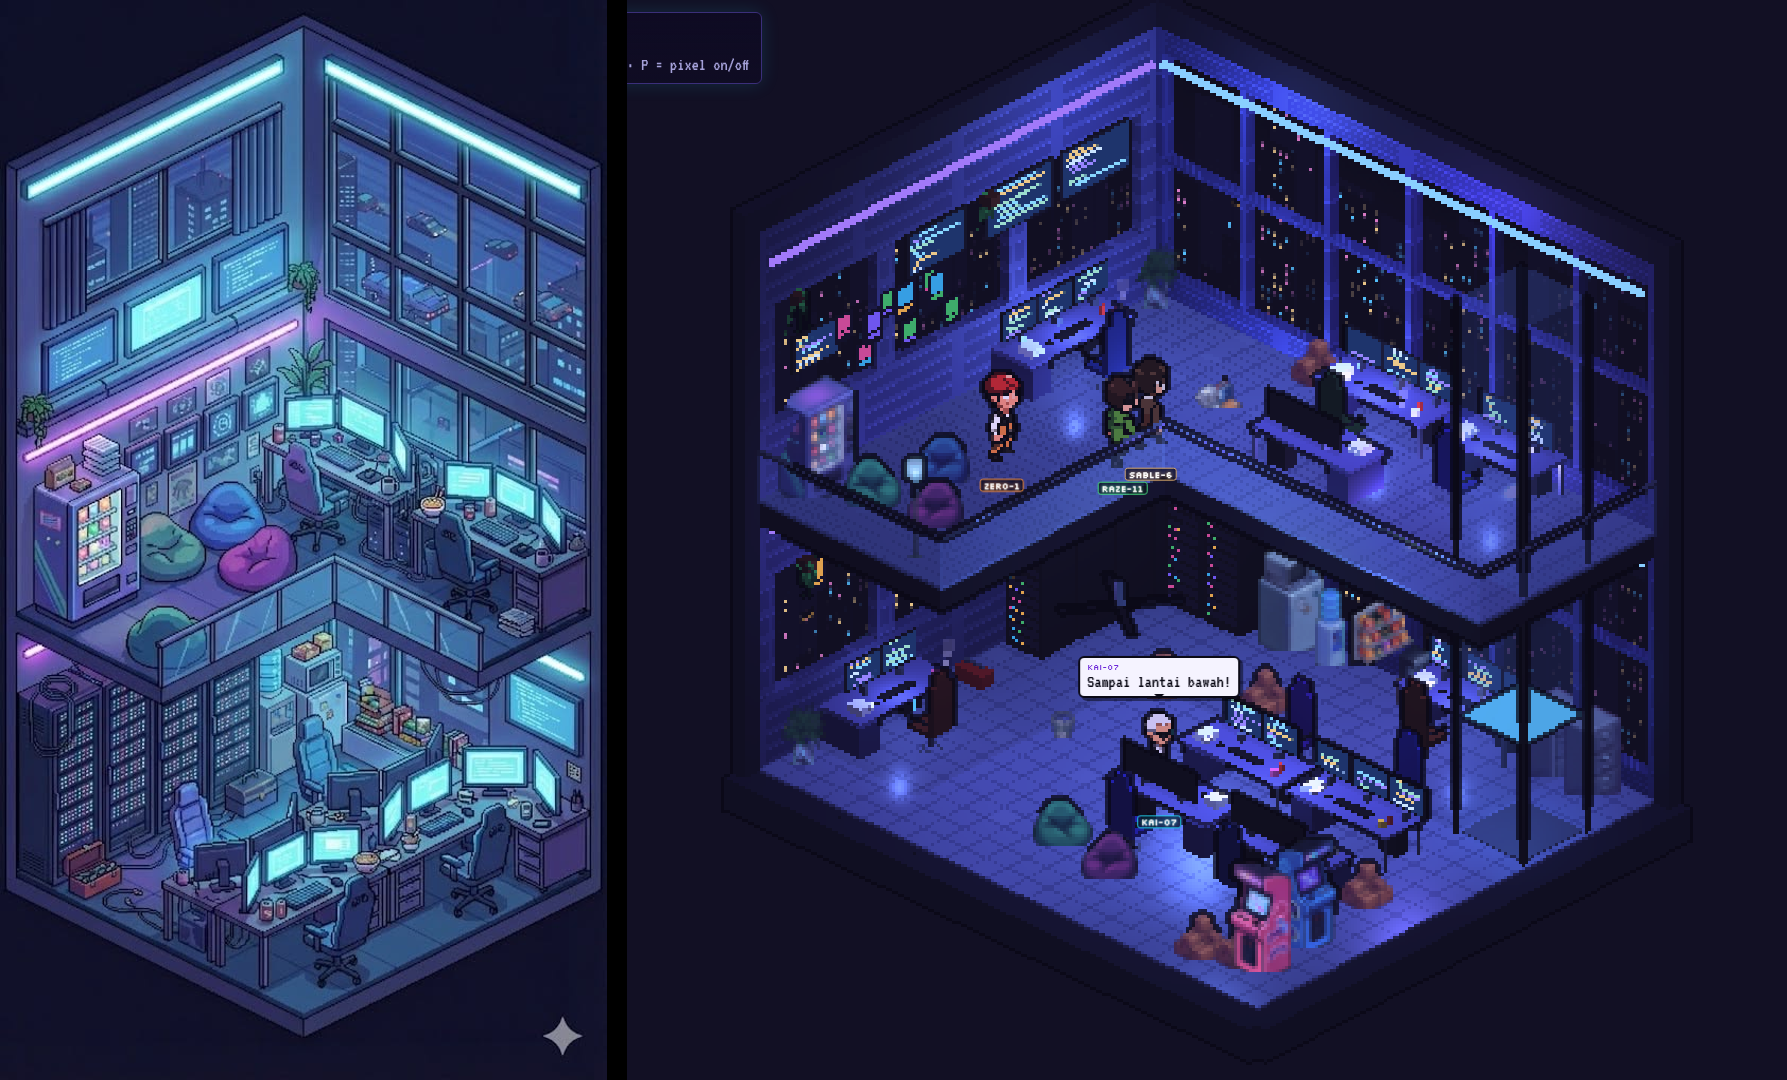 · P = pixel on/off
ZERO-1
SABLE-6
RAZE-11
KAI-07
Sampai lantai bawah!
KAI-07